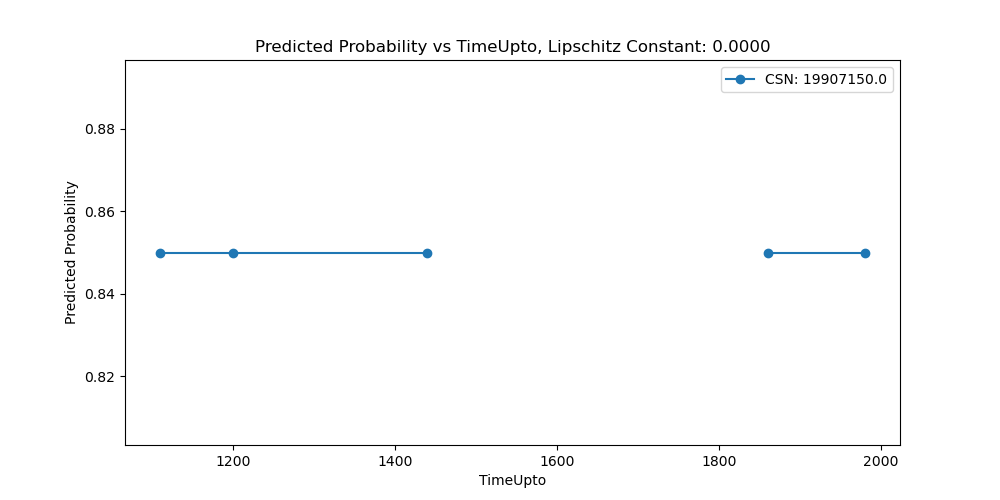 Predicted Probability vs TimeUpto, Lipschitz Constant: 0.0000
CSN: 19907150.0
Predicted Probability
0.88
0.86
0.84
0.82
1200 1400 1600 1800 2000
TimeUpto